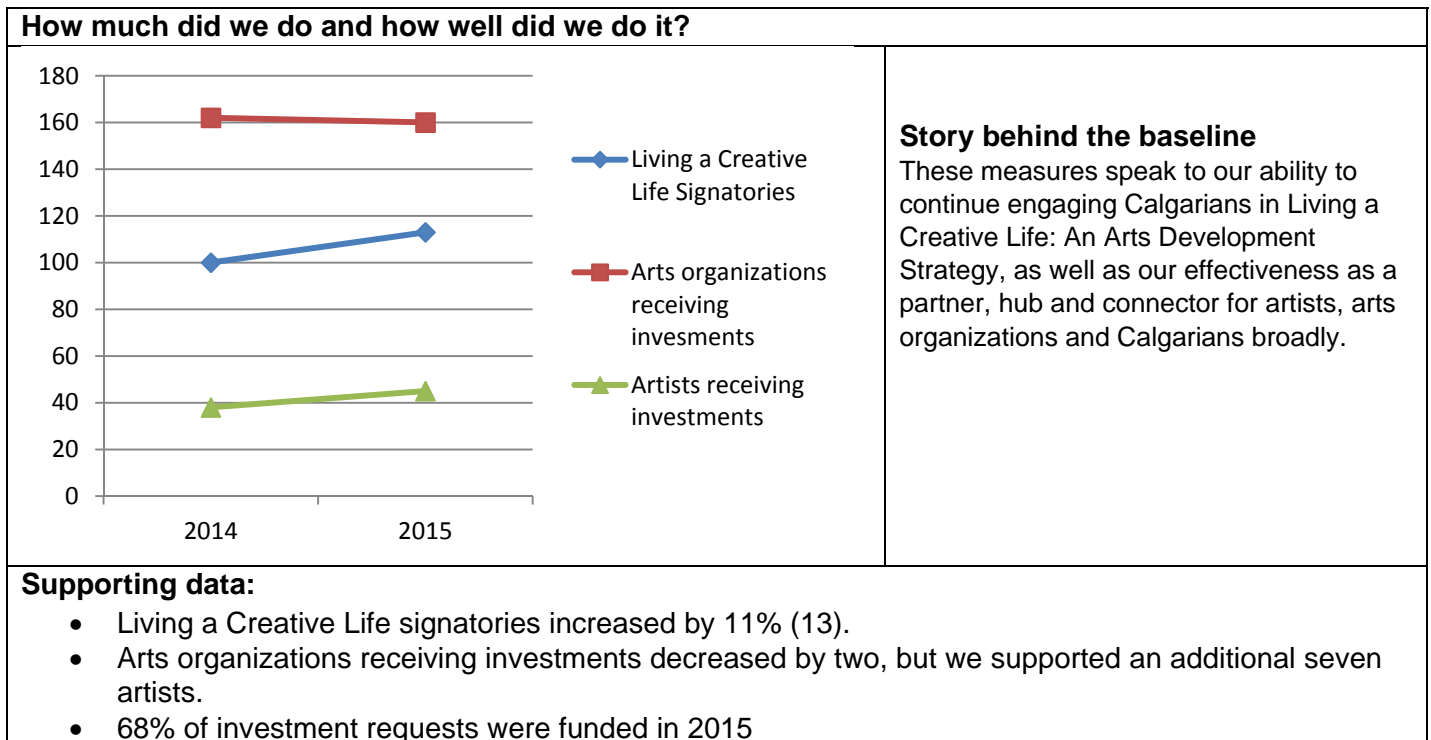 How much did we do and how well did we do it?
180
160
140
120
100
80
60
40
20
0
2014 2015
Living a Creative
Life Signatories
Arts organizations
receiving
invesments
Artists receiving
investments
Story behind the baseline
These measures speak to our ability to
continue engaging Calgarians in Living a
Creative Life: An Arts Development
Strategy, as well as our effectiveness as a
partner, hub and connector for artists, arts
organizations and Calgarians broadly.
Supporting data:
• Living a Creative Life signatories increased by 11% (13).
• Arts organizations receiving investments decreased by two, but we supported an additional seven
artists.
• 68% of investment requests were funded in 2015